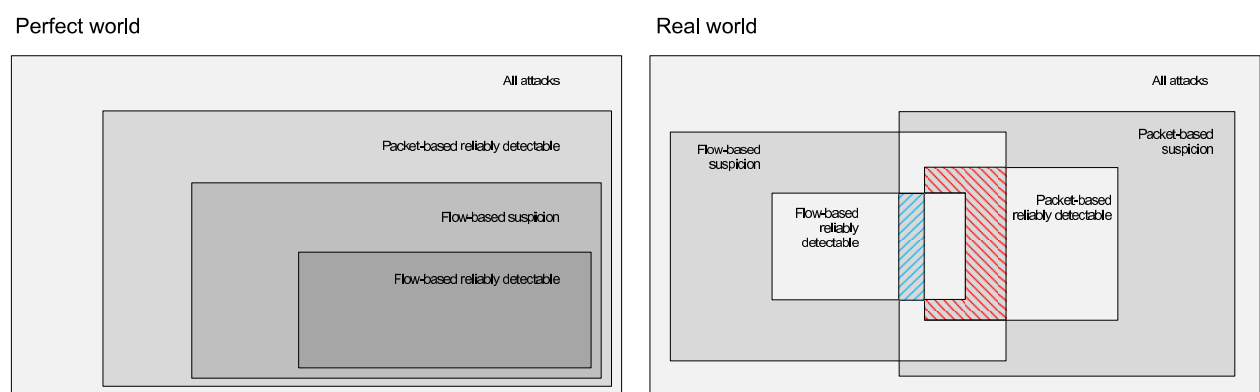 Perfect world
All attacks
Packet-based reliably detectable
Flow-based suspicion
Flow-based reliably detectable
Real world
All attacks
Flow-based
suspicion
Packet-based
suspicion
Flow-based
reliably
detectable
Packet-based
reliably detectable